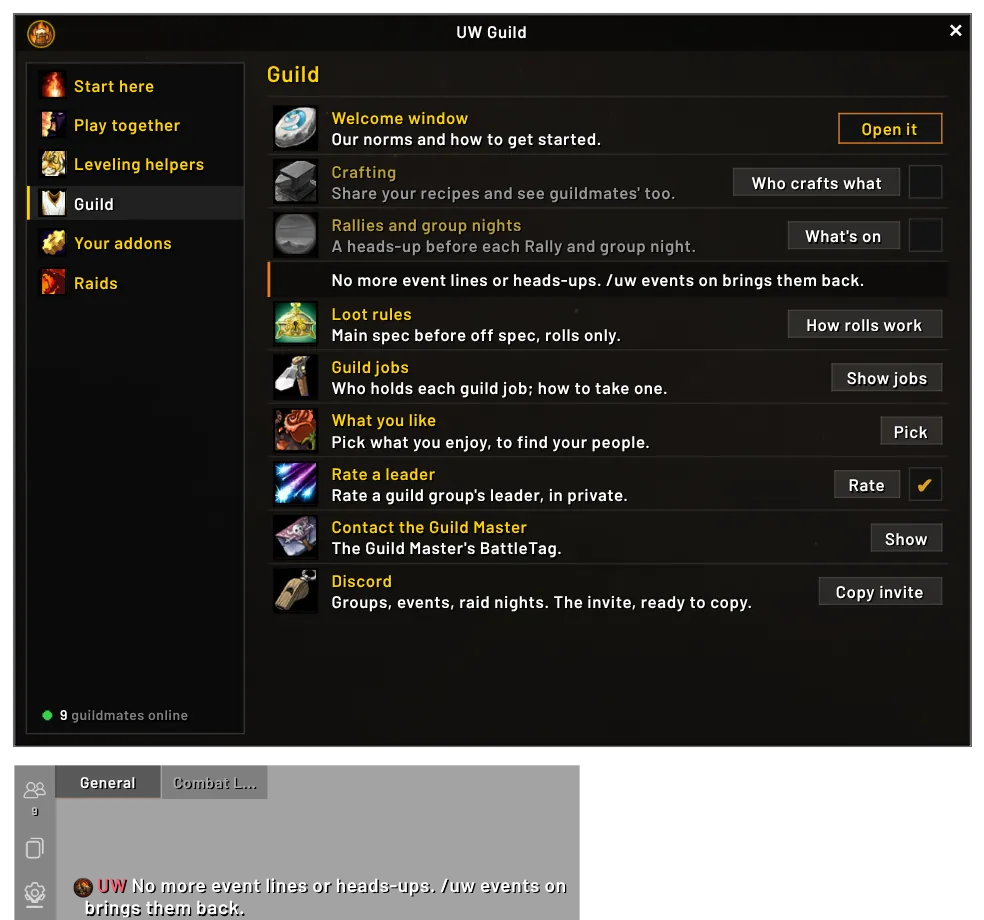 UW Guild
Start here
Play together
Leveling helpers
Guild
Your addons
Raids
9 guildmates online
Guild
Welcome window
Our norms and how to get started.
Open it
Crafting
Share your recipes and see guildmates' too.
Who crafts what
Rallies and group nights
A heads-up before each Rally and group night.
What's on
No more event lines or heads-ups. /uw events on brings them back.
Loot rules
Main spec before off spec, rolls only.
How rolls work
Guild jobs
Who holds each guild job; how to take one.
Show jobs
What you like
Pick what you enjoy, to find your people.
Pick
Rate a leader
Rate a guild group's leader, in private.
Rate
Contact the Guild Master
The Guild Master's BattleTag.
Show
Discord
Groups, events, raid nights. The invite, ready to copy.
Copy invite
General
Combat L...
9
UW No more event lines or heads-ups. /uw events on
brings them back.